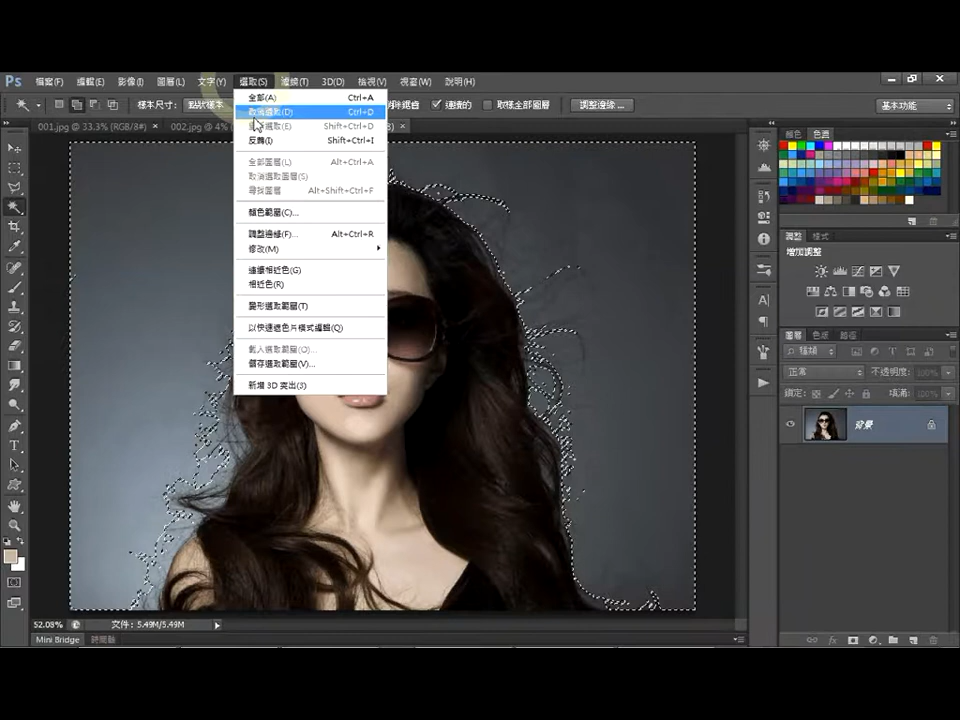 Ps 檔案(F) 編輯(E) 影像(I) 圖層(L) 文字(Y) 選取(S) 濾鏡(T) 3D(D) 檢視(V) 視窗(W) 說明(H)
樣本尺寸: 點狀樣本 除鋸齒 連續的 取樣全部圖層 調整邊緣... 基本功能
001.jpg @ 33.3% (RGB/8#) × 002.jpg @ 4% ×
全部(A) Ctrl+A
取消選取(D) Ctrl+D
選取(E) Shift+Ctrl+D
反轉(I) Shift+Ctrl+I
全部圖層(L) Alt+Ctrl+A
取消選取圖層(S)
尋找圖層 Alt+Shift+Ctrl+F
顏色範圍(C)...
調整邊緣(F)... Alt+Ctrl+R
修改(M)
連續相近色(G)
相近色(R)
變形選取範圍(T)
以快速遮色片模式編輯(Q)
載入選取範圍(O)...
儲存選取範圍(V)...
新增 3D 突出(3)
顏色 色票
調整 樣式
增加調整
圖層 色版 路徑
種類
正常 不透明度: 100%
鎖定: 填滿: 100%
背景
52.08% 文件: 5.49M/5.49M
Mini Bridge 時間軸